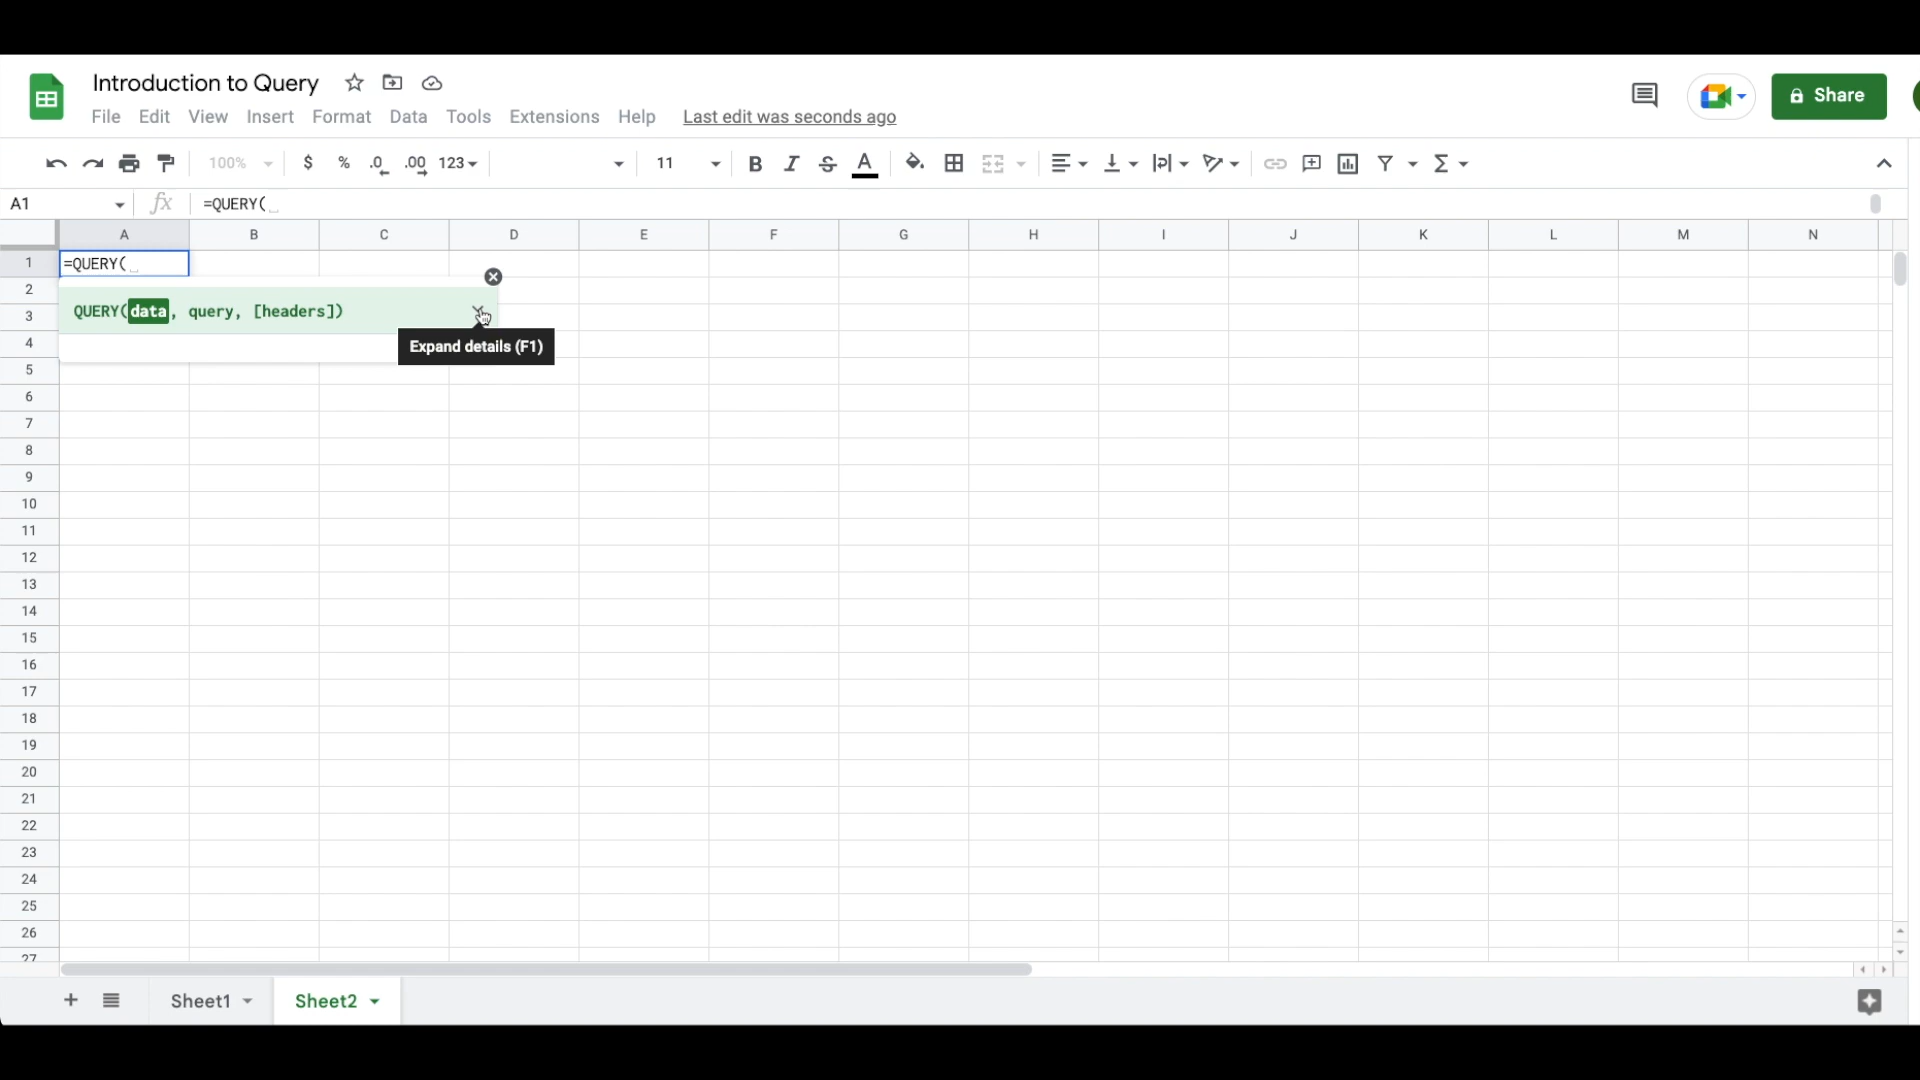 Introduction to Query
File Edit View Insert Format Data Tools Extensions Help Last edit was seconds ago
Share
100% $ % .0 .00 123 11 B I S A
A1 fx =QUERY(
A B C D E F G H I J K L M N
1 =QUERY(
2
3 QUERY(data, query, [headers])
4 Expand details (F1)
5
6
7
8
9
10
11
12
13
14
15
16
17
18
19
20
21
22
23
24
25
26
27
Sheet1 Sheet2